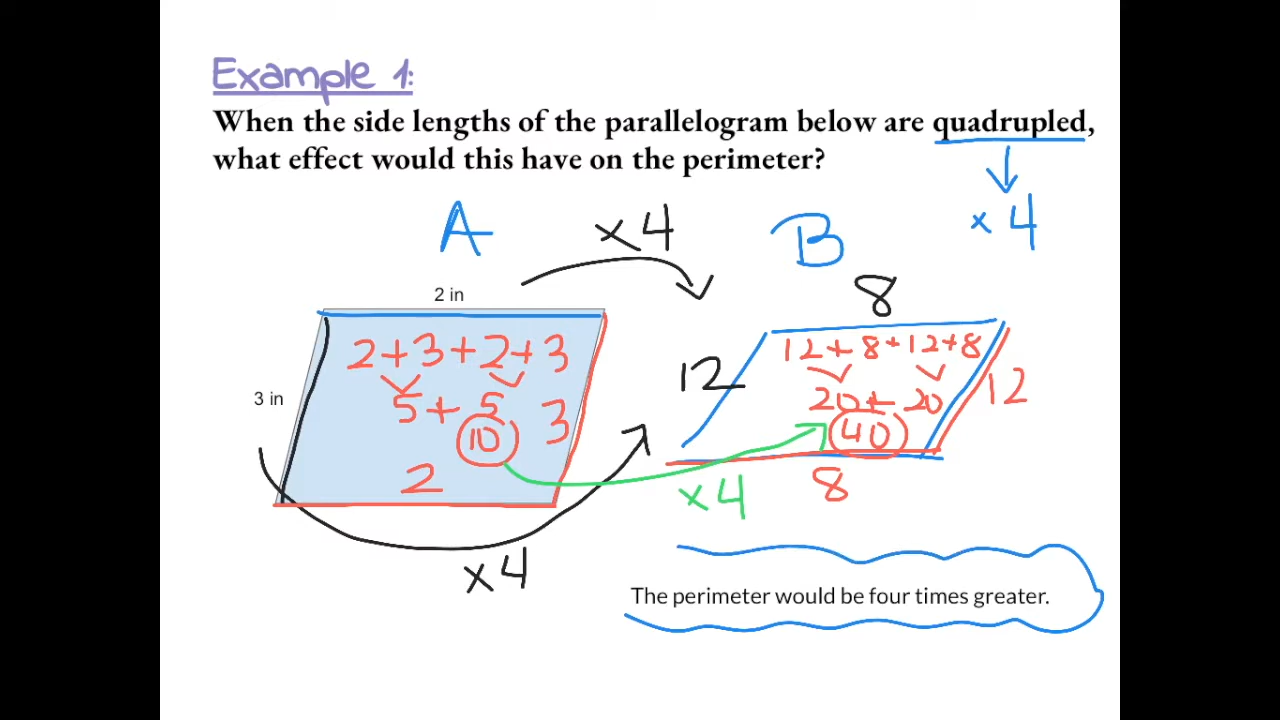 Example 1:
When the side lengths of the parallelogram below are quadrupled,
what effect would this have on the perimeter?
×4
A
×4
B
2 in
8
3 in
2+3+2+3
5+5
10
3
2
12
12+8+12+8
20+20
40
12
8
×4
×4
The perimeter would be four times greater.